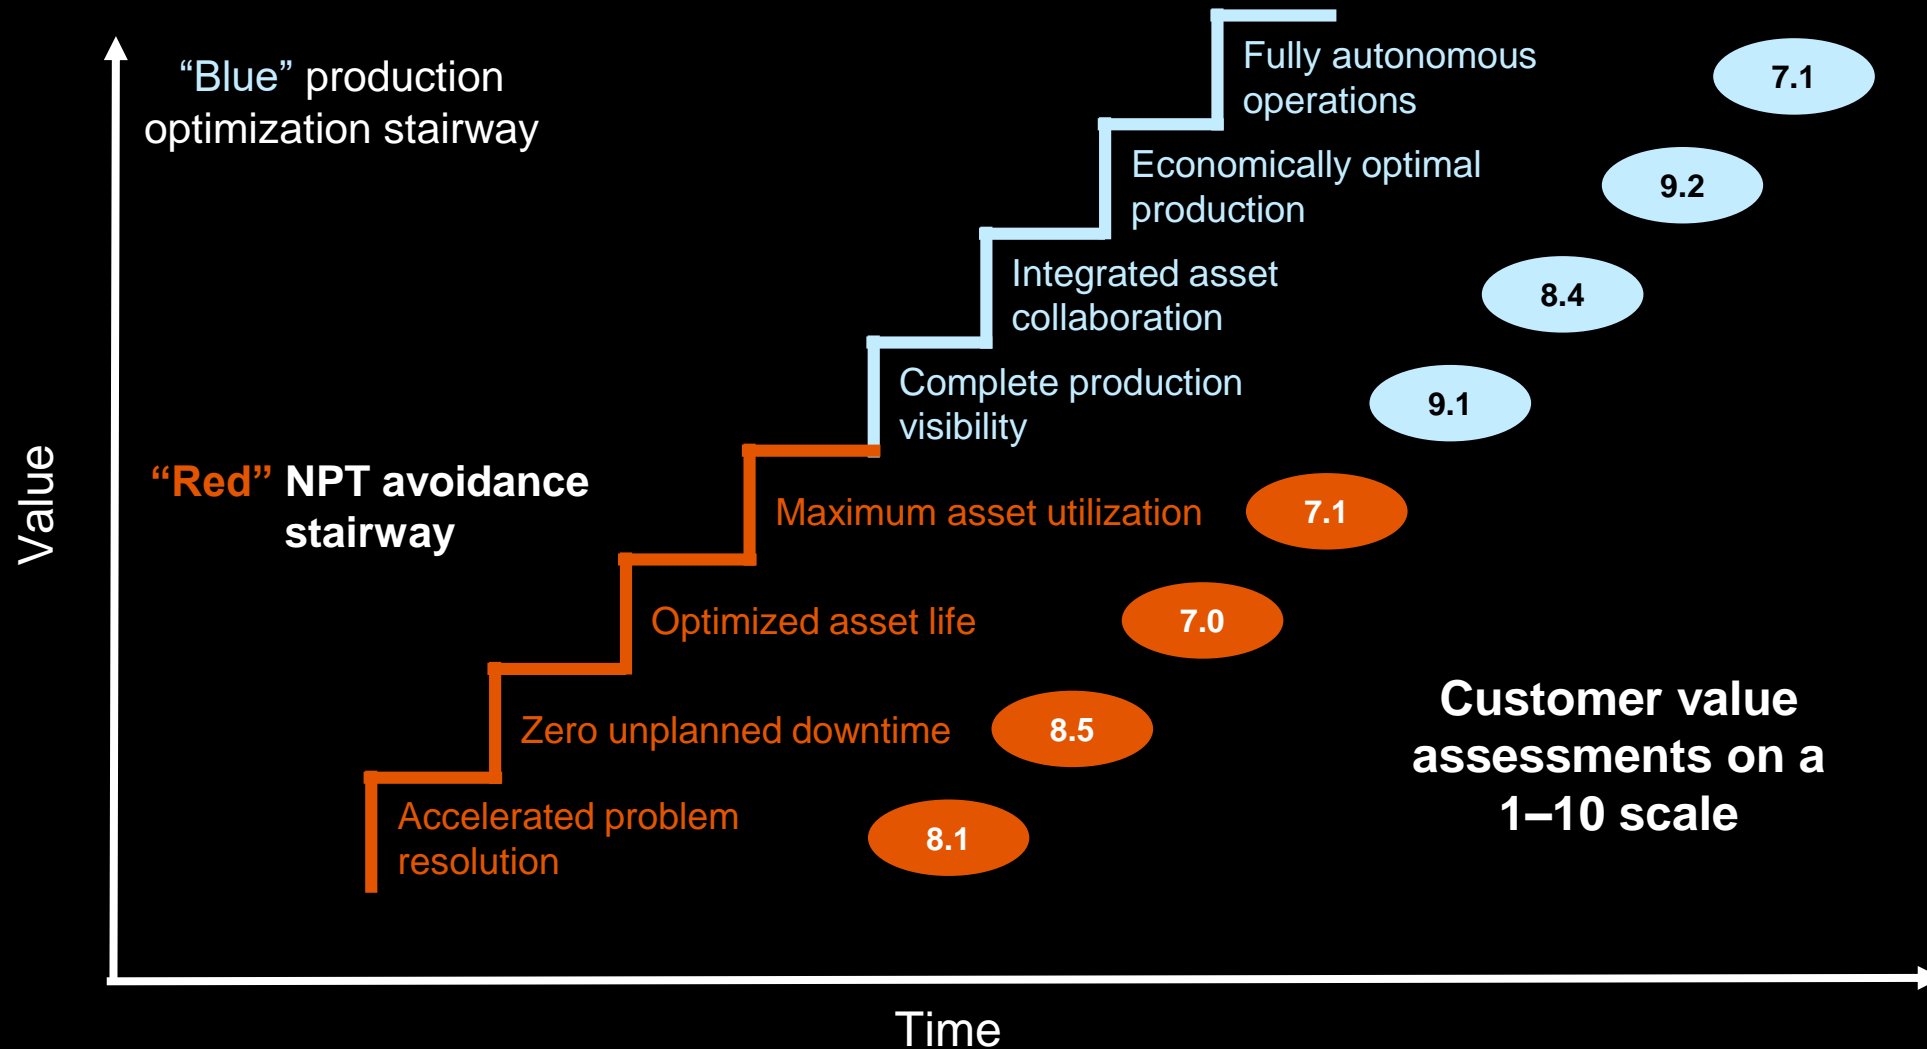 “Blue” production
optimization stairway
Fully autonomous
operations
7.1
Economically optimal
production
9.2
Integrated asset
collaboration
8.4
Complete production
visibility
9.1
Value
“Red” NPT avoidance
stairway
Maximum asset utilization
7.1
Optimized asset life
7.0
Zero unplanned downtime
8.5
Accelerated problem
resolution
8.1
Customer value
assessments on a
1–10 scale
Time